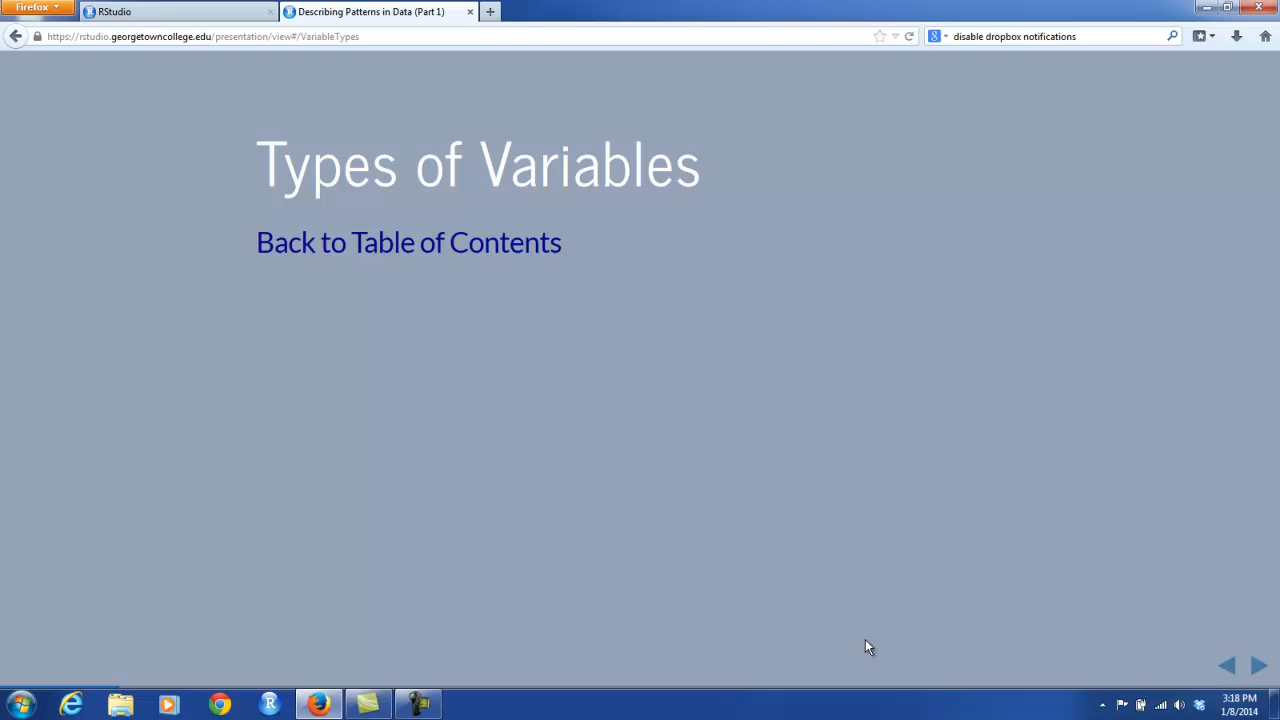 Firefox
RStudio
Describing Patterns in Data (Part 1)
https://rstudio.georgetowncollege.edu/presentation/view#/VariableTypes
disable dropbox notifications
Types of Variables
Back to Table of Contents
3:18 PM
1/8/2014